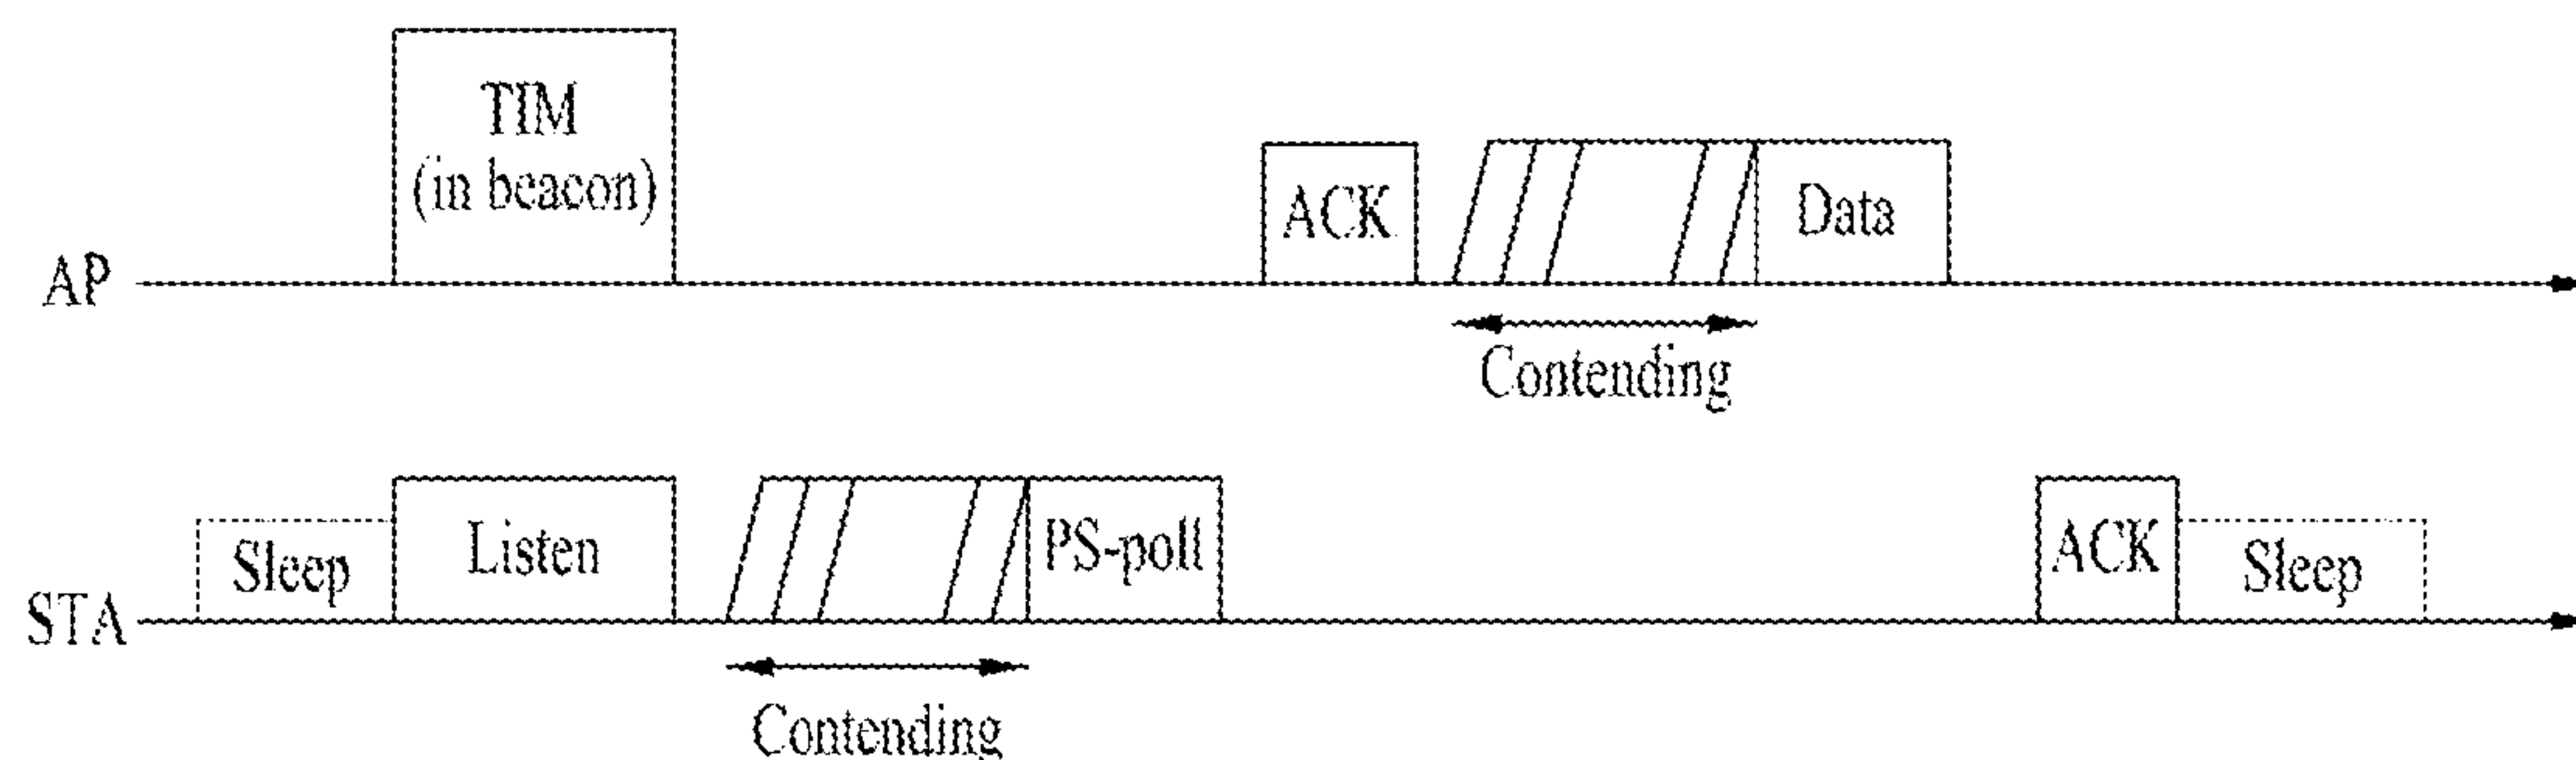 TIM
(in beacon)
ACK
Data
AP
Contending
Sleep
Listen
PS-poll
ACK
Sleep
STA
Contending